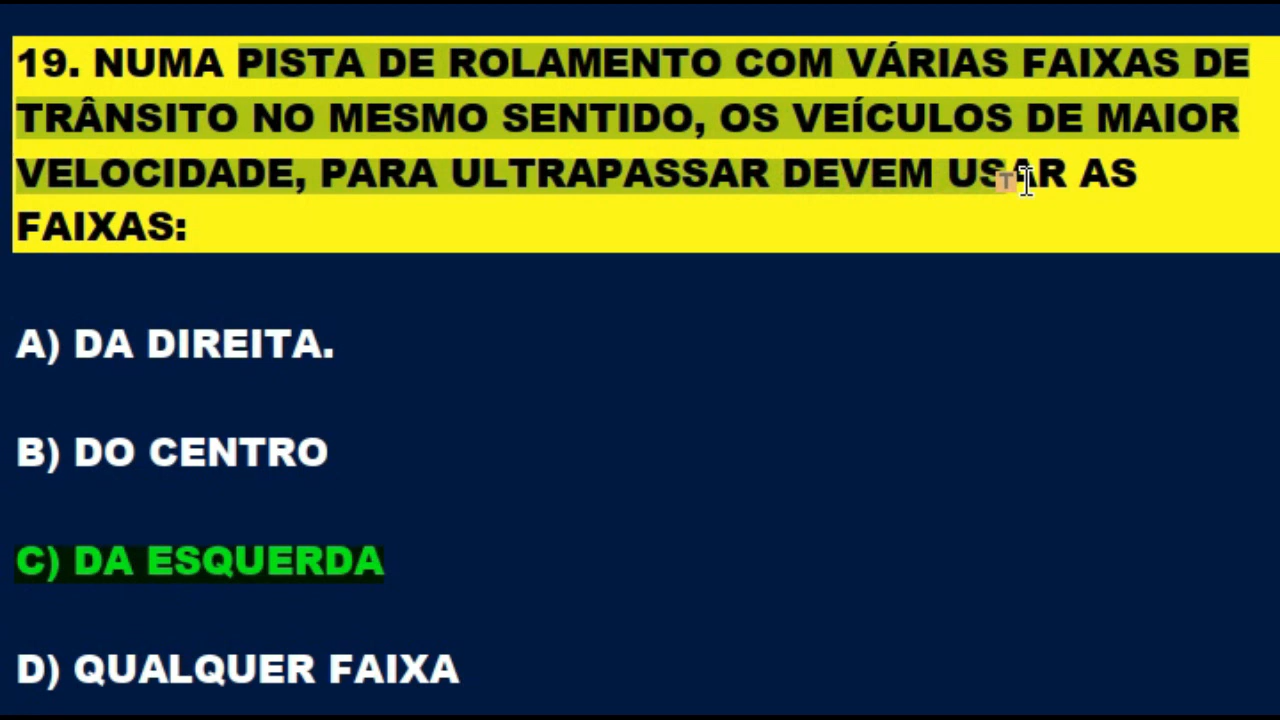 19. NUMA PISTA DE ROLAMENTO COM VÁRIAS FAIXAS DE
TRÂNSITO NO MESMO SENTIDO, OS VEÍCULOS DE MAIOR
VELOCIDADE, PARA ULTRAPASSAR DEVEM USAR AS
FAIXAS:
A) DA DIREITA.
B) DO CENTRO
C) DA ESQUERDA
D) QUALQUER FAIXA